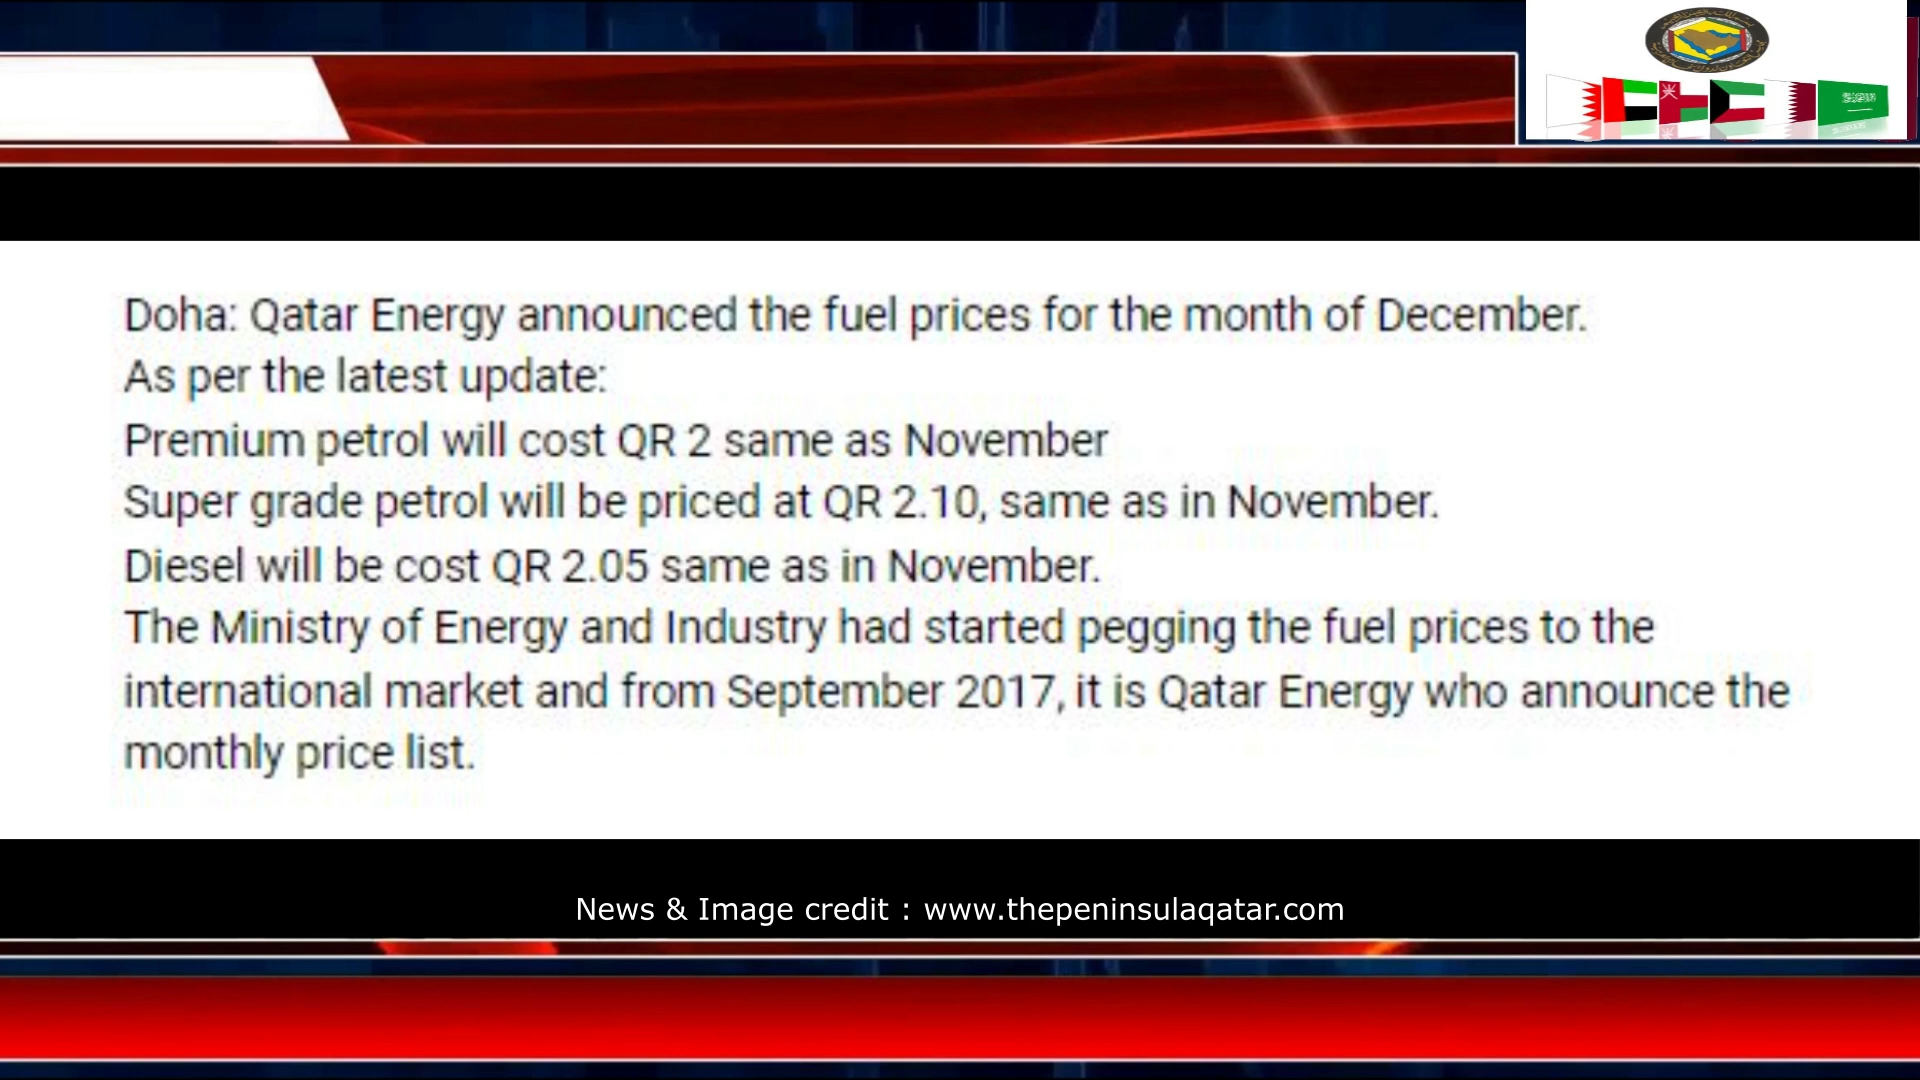 Doha: Qatar Energy announced the fuel prices for the month of December.
As per the latest update:
Premium petrol will cost QR 2 same as November
Super grade petrol will be priced at QR 2.10, same as in November.
Diesel will be cost QR 2.05 same as in November.
The Ministry of Energy and Industry had started pegging the fuel prices to the
international market and from September 2017, it is Qatar Energy who announce the
monthly price list.
News & Image credit : www.thepeninsulaqatar.com